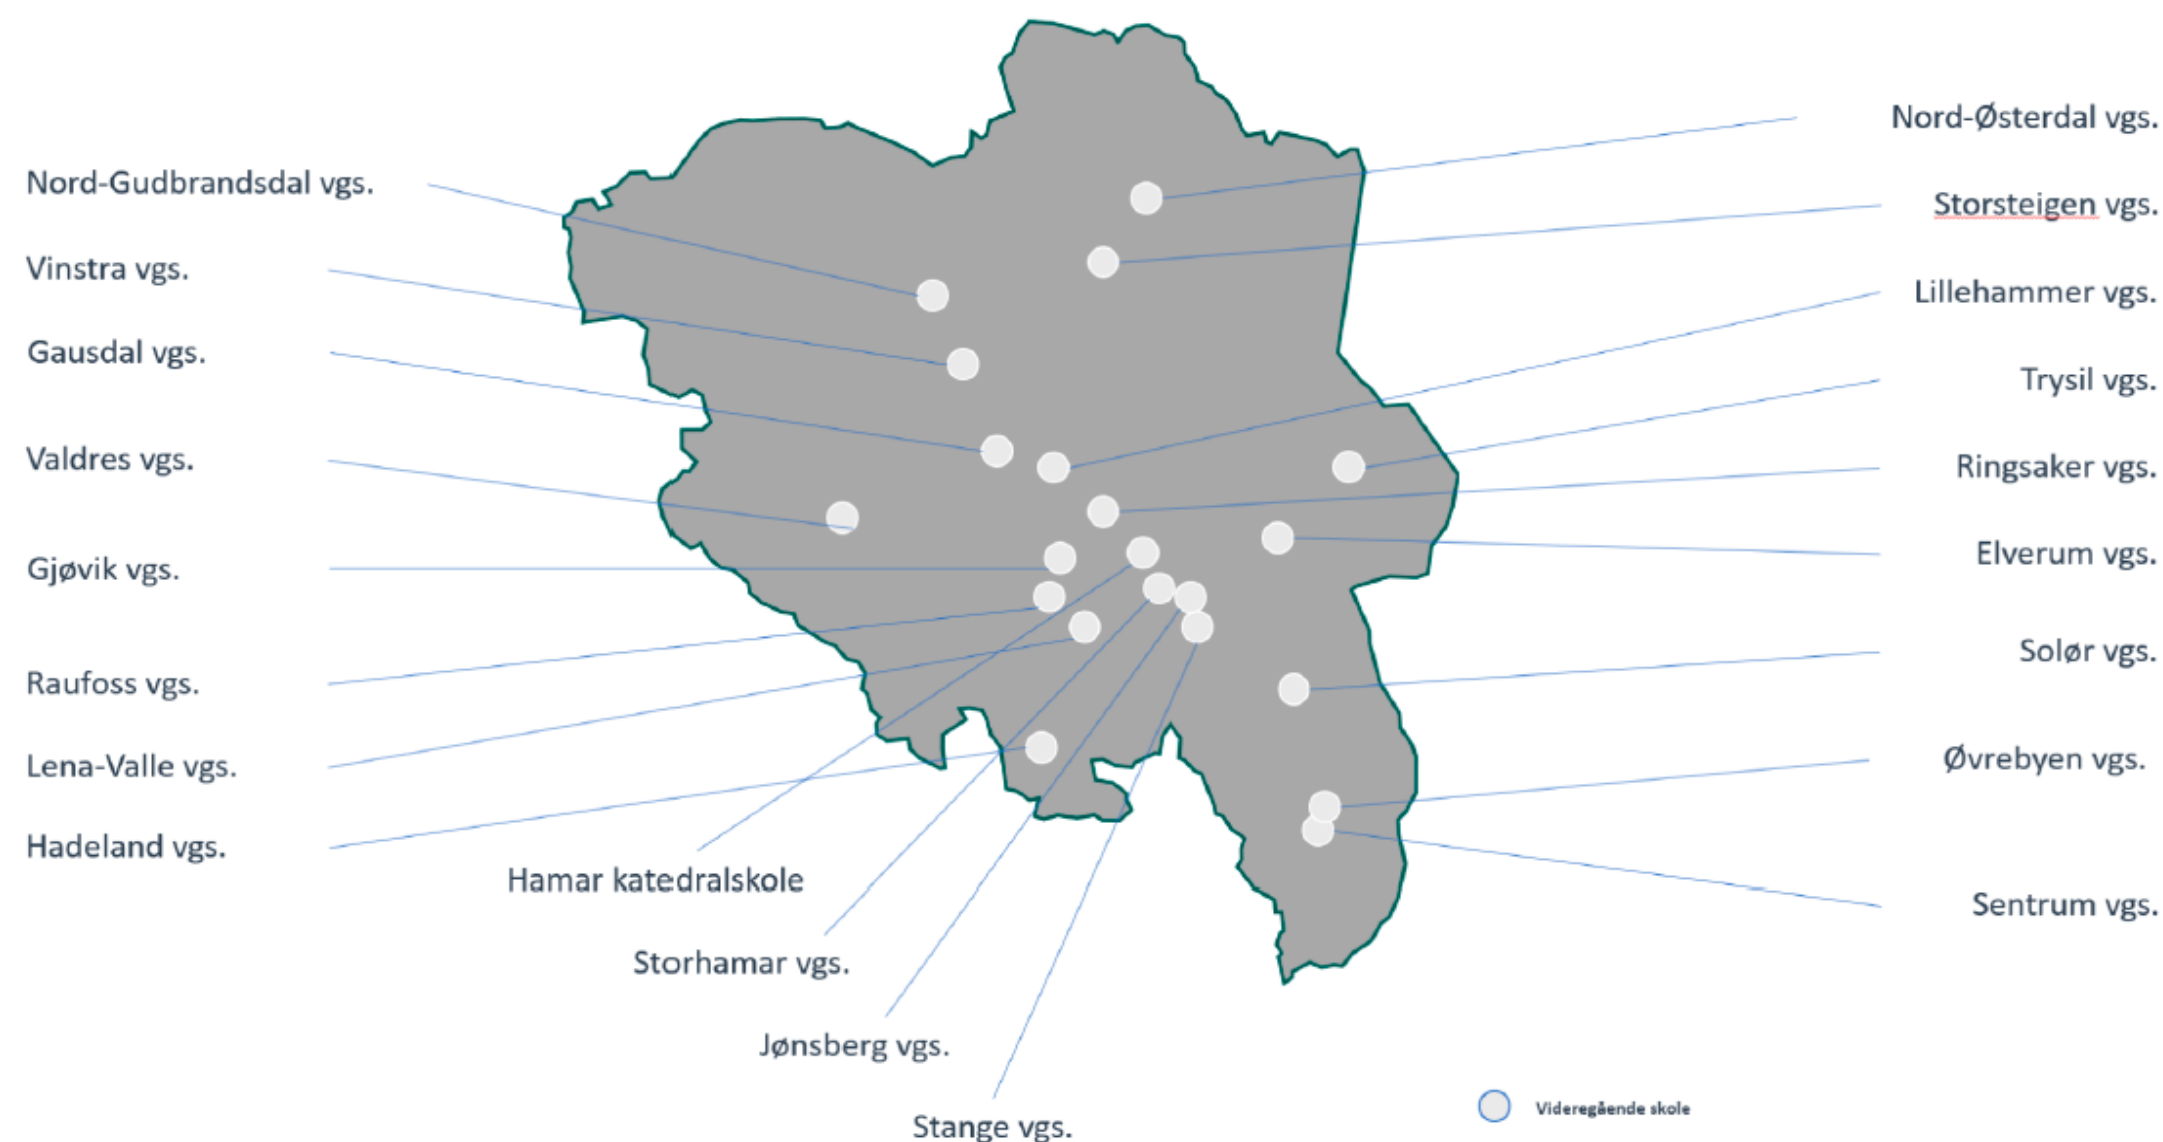 Nord-Gudbrandsdal vgs.
Vinstra vgs.
Gausdal vgs.
Valdres vgs.
Gjøvik vgs.
Raufoss vgs.
Lena-Valle vgs.
Hadeland vgs.
Hamar katedralskole
Storhamar vgs.
Jønsberg vgs.
Stange vgs.
Nord-Østerdal vgs.
Storsteigen vgs.
Lillehammer vgs.
Trysil vgs.
Ringsaker vgs.
Elverum vgs.
Solør vgs.
Øvrebyen vgs.
Sentrum vgs.
Videregående skole